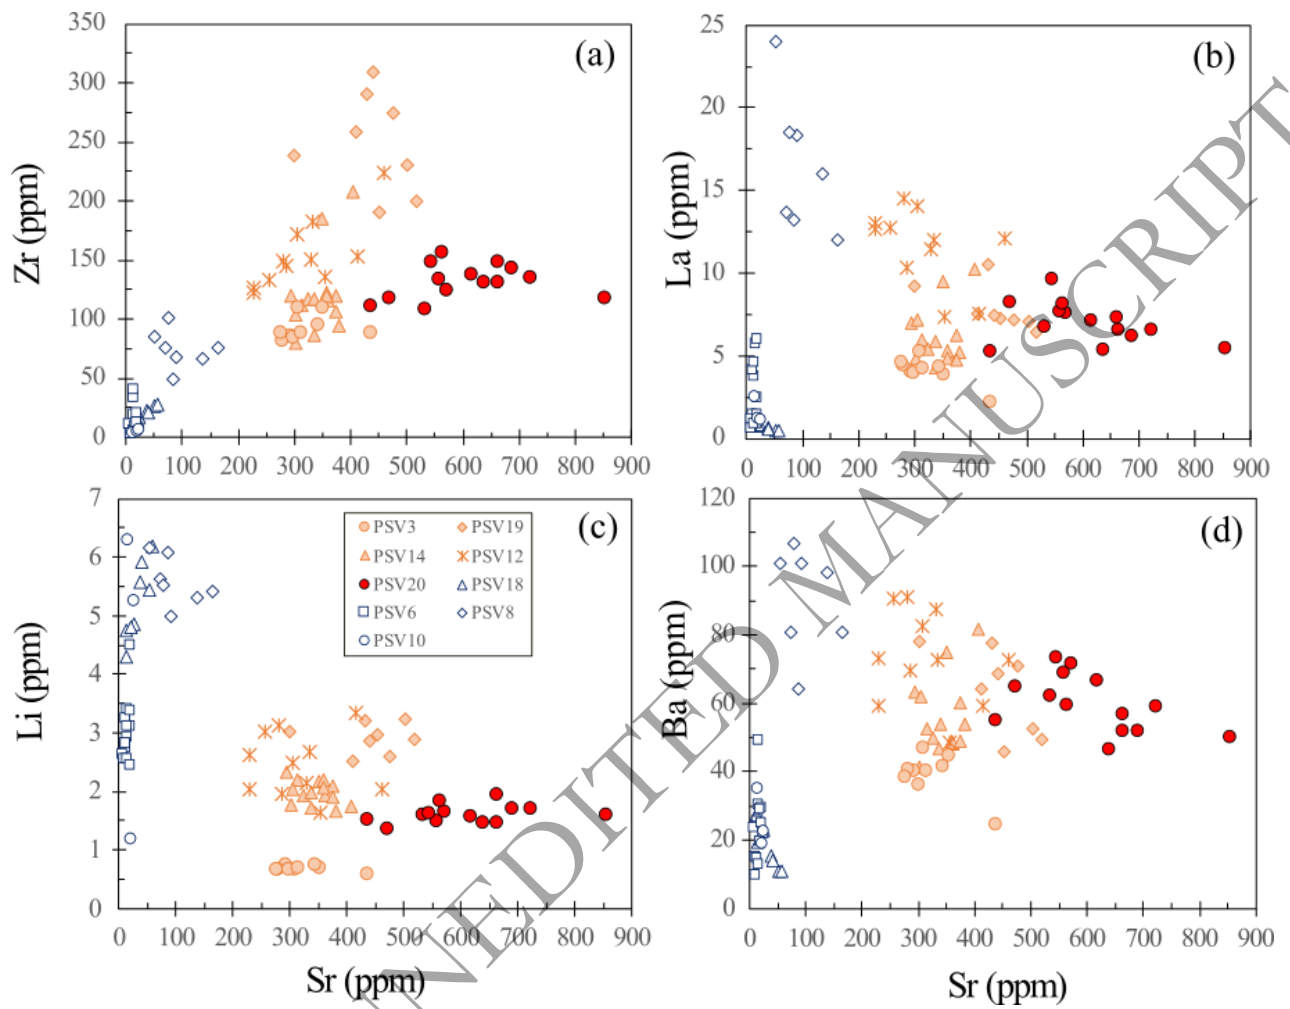 350
300
250
200
150
100
50
0
0 100 200 300 400 500 600 700 800 900
Zr (ppm)
(a)
25
20
15
10
5
0
0 100 200 300 400 500 600 700 800 900
La (ppm)
(b)
7
6
5
4
3
2
1
0
0 100 200 300 400 500 600 700 800 900
Li (ppm)
Sr (ppm)
(c)
PSV3 PSV19
PSV14 PSV12
PSV20 PSV18
PSV6 PSV8
PSV10
120
100
80
60
40
20
0
0 100 200 300 400 500 600 700 800 900
Ba (ppm)
Sr (ppm)
(d)
NEDITED MANUSCRIPT